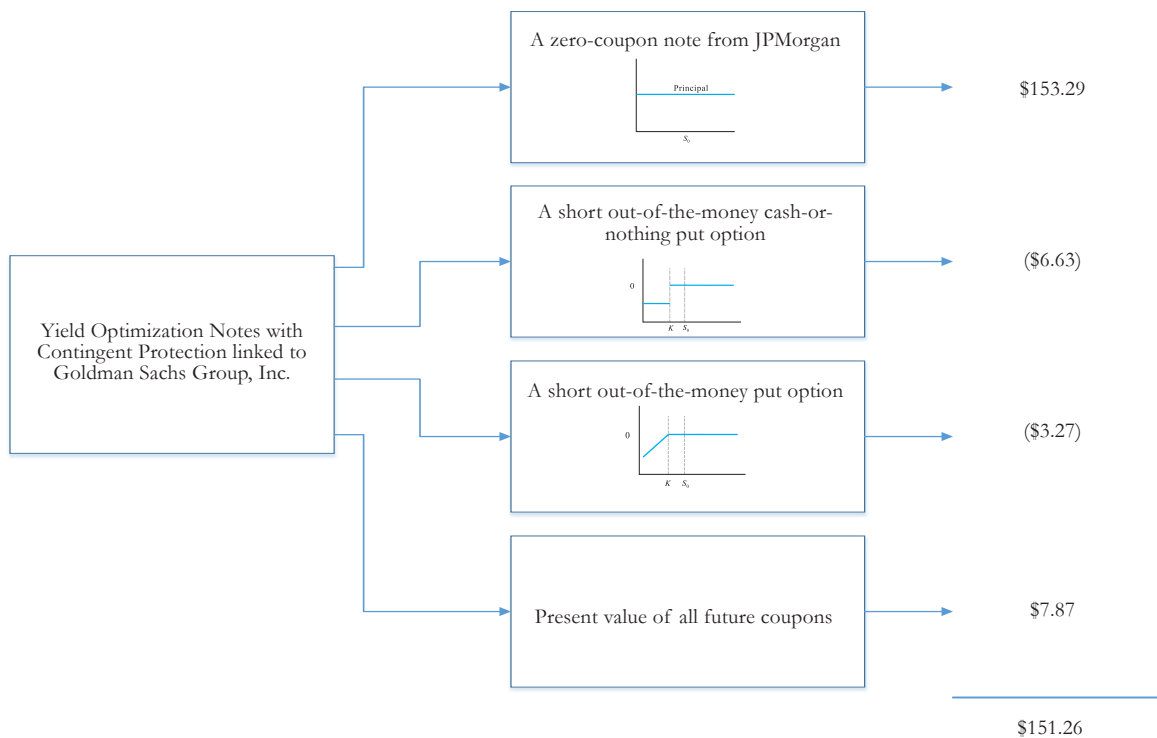 A zero-coupon note from JPMorgan
Principal
S0
$153.29
A short out-of-the-money cash-or-
nothing put option
0
K S0
($6.63)
Yield Optimization Notes with
Contingent Protection linked to
Goldman Sachs Group, Inc.
A short out-of-the-money put option
0
K S0
($3.27)
Present value of all future coupons
$7.87
$151.26